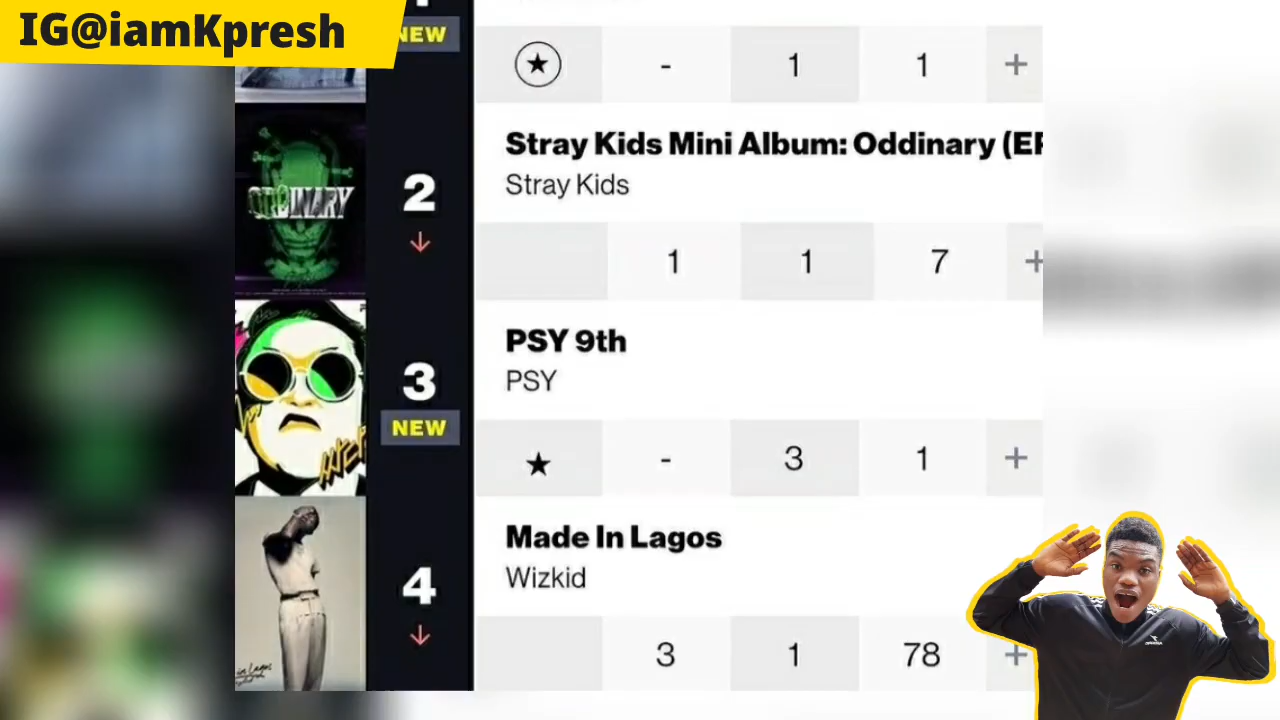 IG@iamKpresh
NEW
★ - 1 1 +
ODDINARY
2
↓
Stray Kids Mini Album: Oddinary (EP
Stray Kids
1 1 7 +
3
NEW
PSY 9th
PSY
★ - 3 1 +
4
↓
Made In Lagos
Wizkid
3 1 78 +